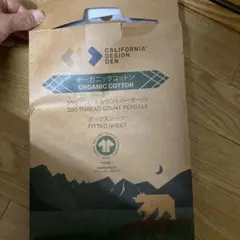 CALIFORNIA
DESIGN
DEN
オーガニックコットン
ORGANIC COTTON
300 THREAD COUNT PERCALE
ボックスシーツ
FITTED SHEET